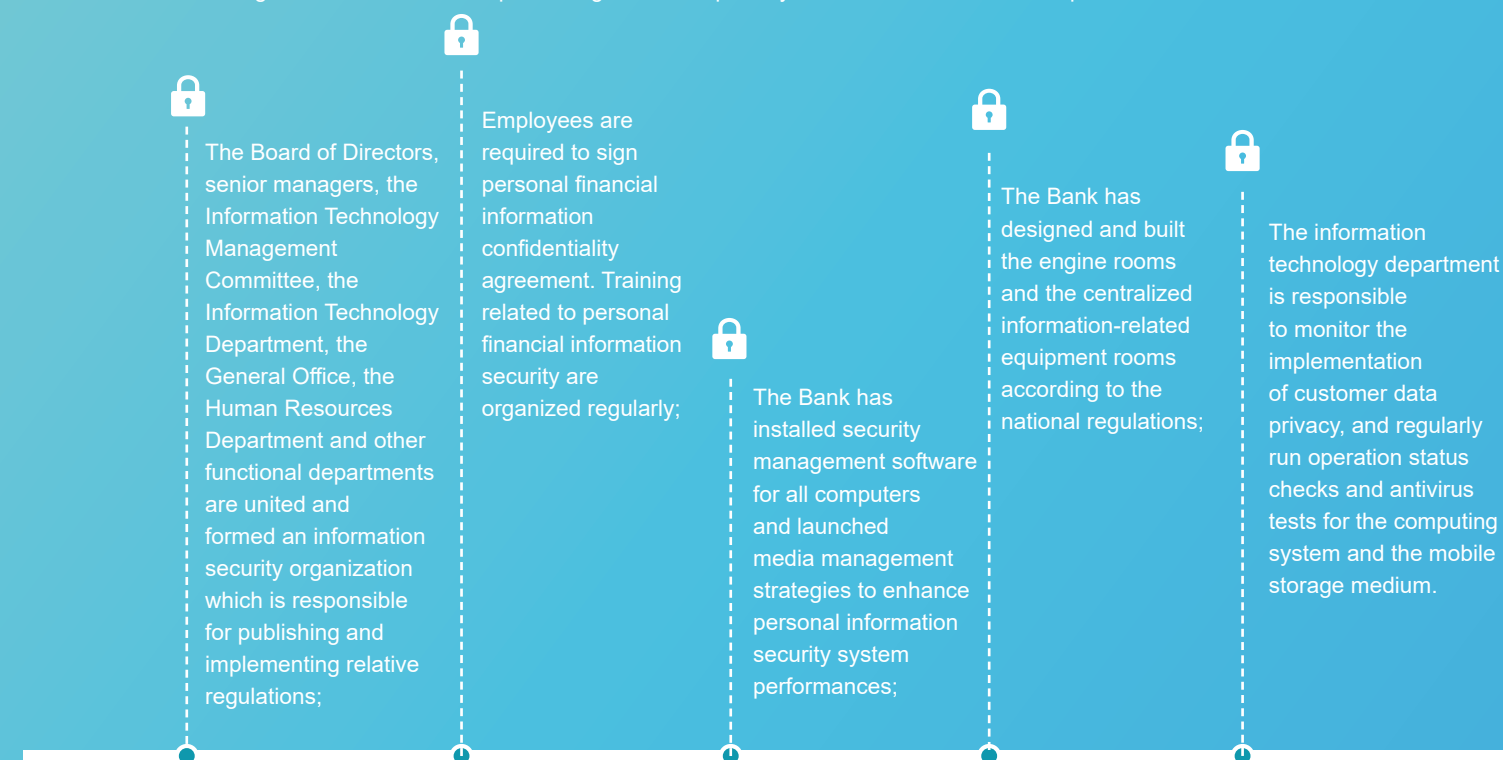 The Board of Directors,
senior managers, the
Information Technology
Management
Committee, the
Information Technology
Department, the
General Office, the
Human Resources
Department and other
functional departments
are united and
formed an information
security organization
which is responsible
for publishing and
implementing relative
regulations;
Employees are
required to sign
personal financial
information
confidentiality
agreement. Training
related to personal
financial information
security are
organized regularly;
The Bank has
installed security
management software
for all computers
and launched
media management
strategies to enhance
personal information
security system
performances;
The Bank has
designed and built
the engine rooms
and the centralized
information-related
equipment rooms
according to the
national regulations;
The information
technology department
is responsible
to monitor the
implementation
of customer data
privacy, and regularly
run operation status
checks and antivirus
tests for the computing
system and the mobile
storage medium.